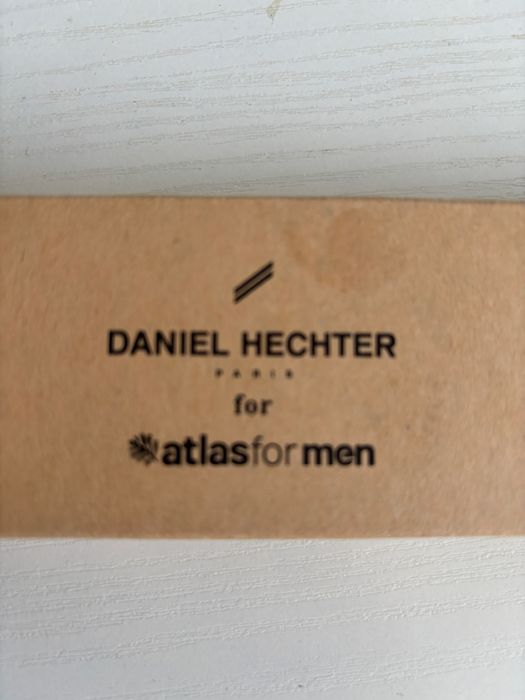 DANIEL HECHTER
PARIS
for
atlasformen